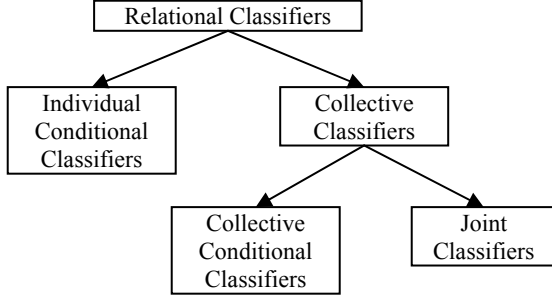 Relational Classifiers
Individual
Conditional
Classifiers
Collective
Classifiers
Collective
Conditional
Classifiers
Joint
Classifiers